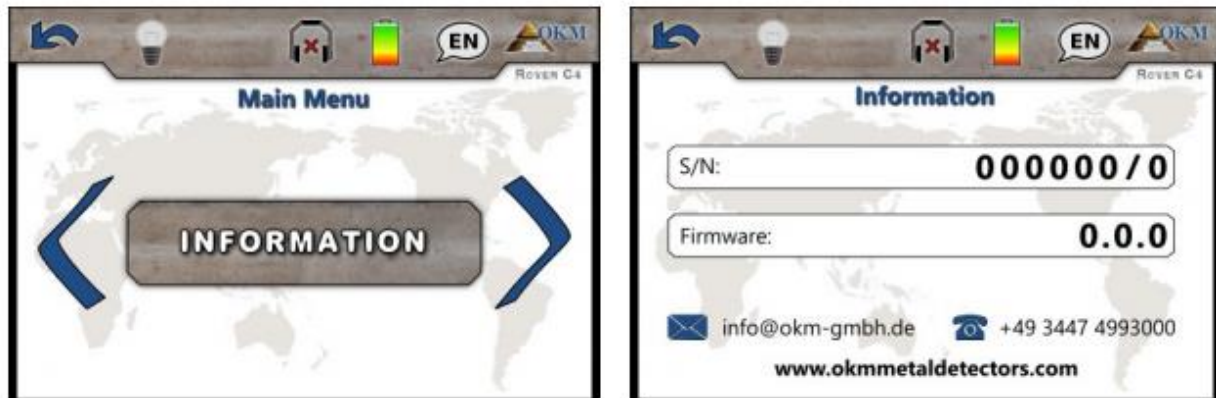 EN
OKM
ROVER C4
Main Menu
INFORMATION
EN
OKM
ROVER C4
Information
S/N: 000000/0
Firmware: 0.0.0
info@okm-gmbh.de +49 3447 4993000
www.okmmetaldetectors.com